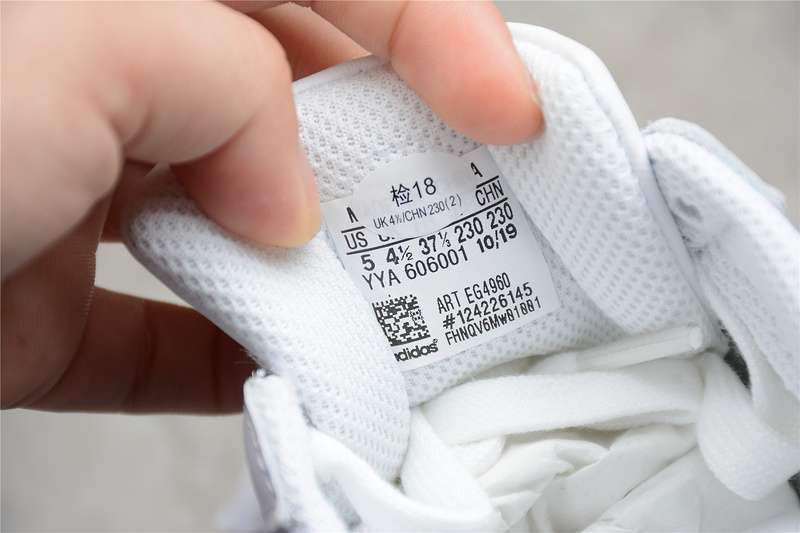 检18
UK 4½/CHN 230(2)
US CHN
5 4½ 37⅓ 230 230
YYA 606001 10/19
ART EG4960
#124226145
FHNQV6MW01881
adidas